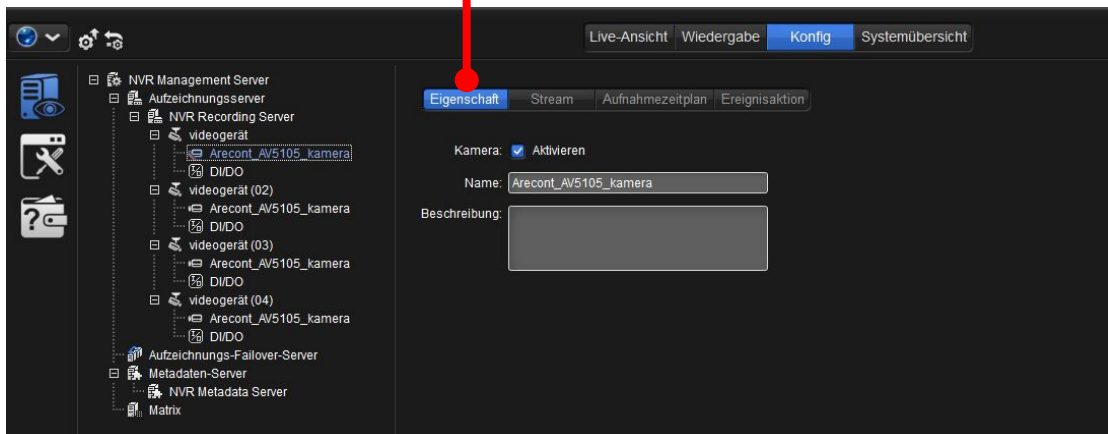 Live-Ansicht Wiedergabe Konfig Systemübersicht
NVR Management Server
Aufzeichnungsserver
NVR Recording Server
videogerät
Arecont_AV5105_kamera
DI/DO
videogerät (02)
Arecont_AV5105_kamera
DI/DO
videogerät (03)
Arecont_AV5105_kamera
DI/DO
videogerät (04)
Arecont_AV5105_kamera
DI/DO
Aufzeichnungs-Failover-Server
Metadaten-Server
NVR Metadata Server
Matrix
Eigenschaft Stream Aufnahmezeitplan Ereignisaktion
Kamera: Aktivieren
Name: Arecont_AV5105_kamera
Beschreibung: